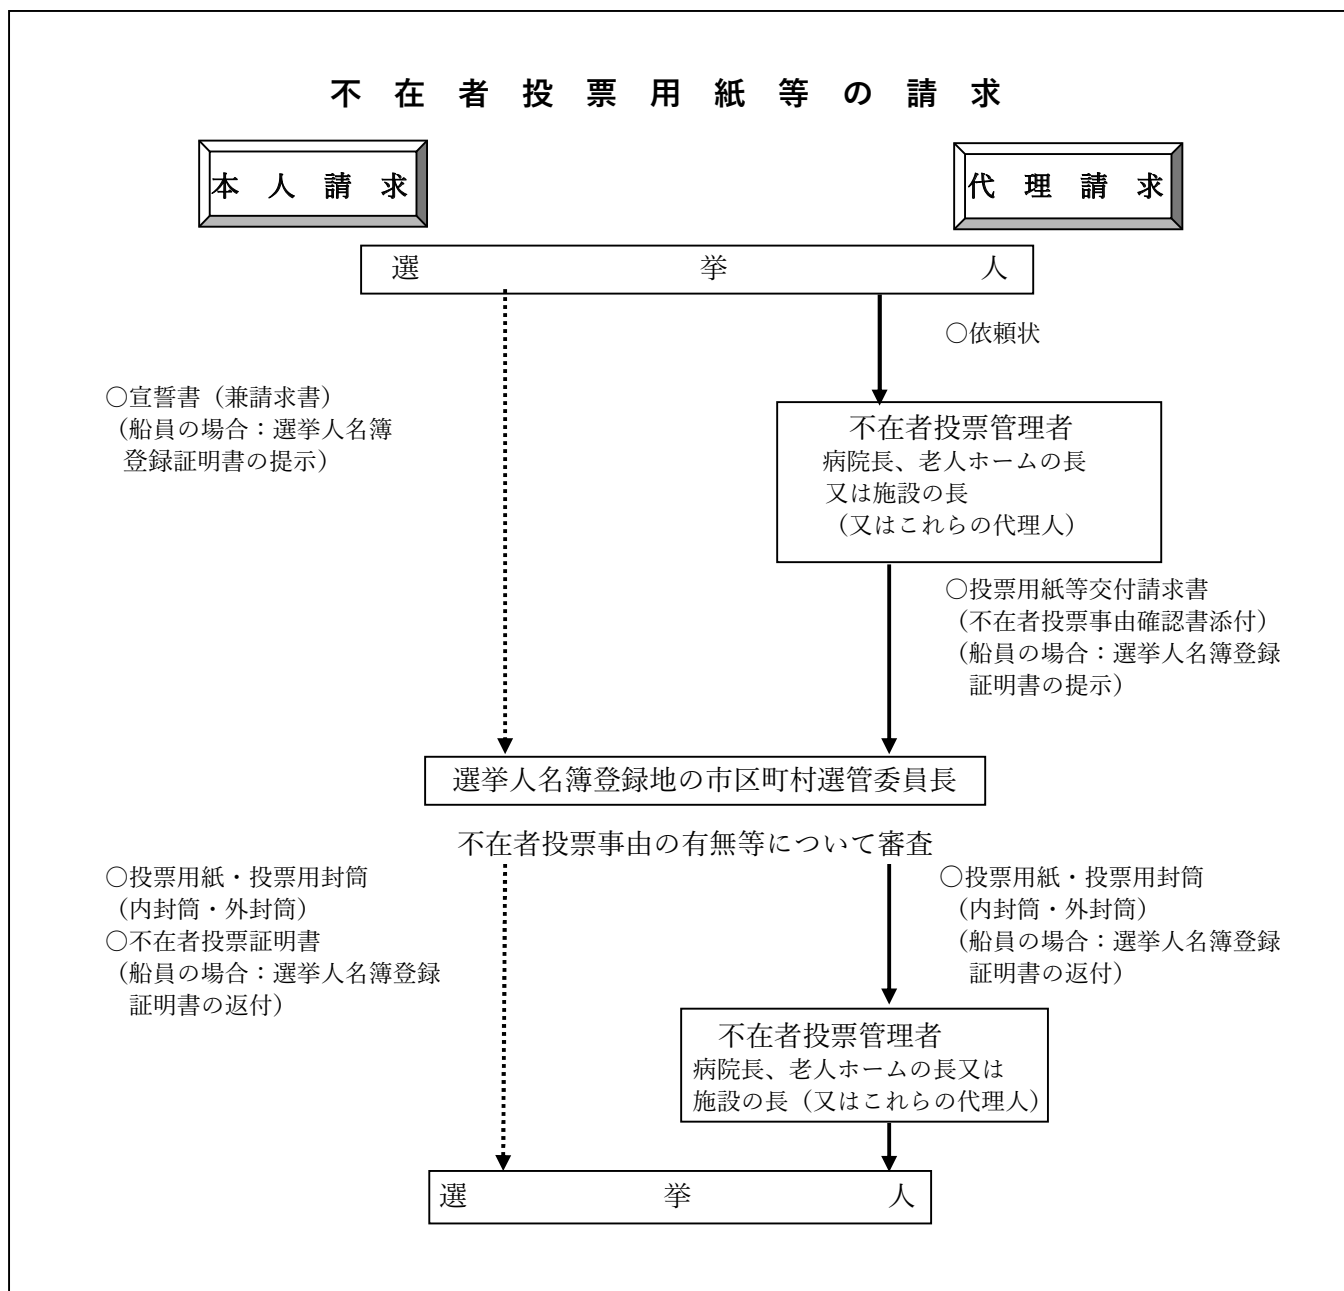 不在者投票用紙等の請求
本人請求
代理請求
選挙人
○依頼状
○宣誓書（兼請求書）
（船員の場合：選挙人名簿
登録証明書の提示）
不在者投票管理者
病院長、老人ホームの長
又は施設の長
（又はこれらの代理人）
○投票用紙等交付請求書
（不在者投票事由確認書添付）
（船員の場合：選挙人名簿登録
証明書の提示）
選挙人名簿登録地の市区町村選管委員長
不在者投票事由の有無等について審査
○投票用紙・投票用封筒
（内封筒・外封筒）
○不在者投票証明書
（船員の場合：選挙人名簿登録
証明書の返付）
○投票用紙・投票用封筒
（内封筒・外封筒）
（船員の場合：選挙人名簿登録
証明書の返付）
不在者投票管理者
病院長、老人ホームの長又は
施設の長（又はこれらの代理人）
選挙人